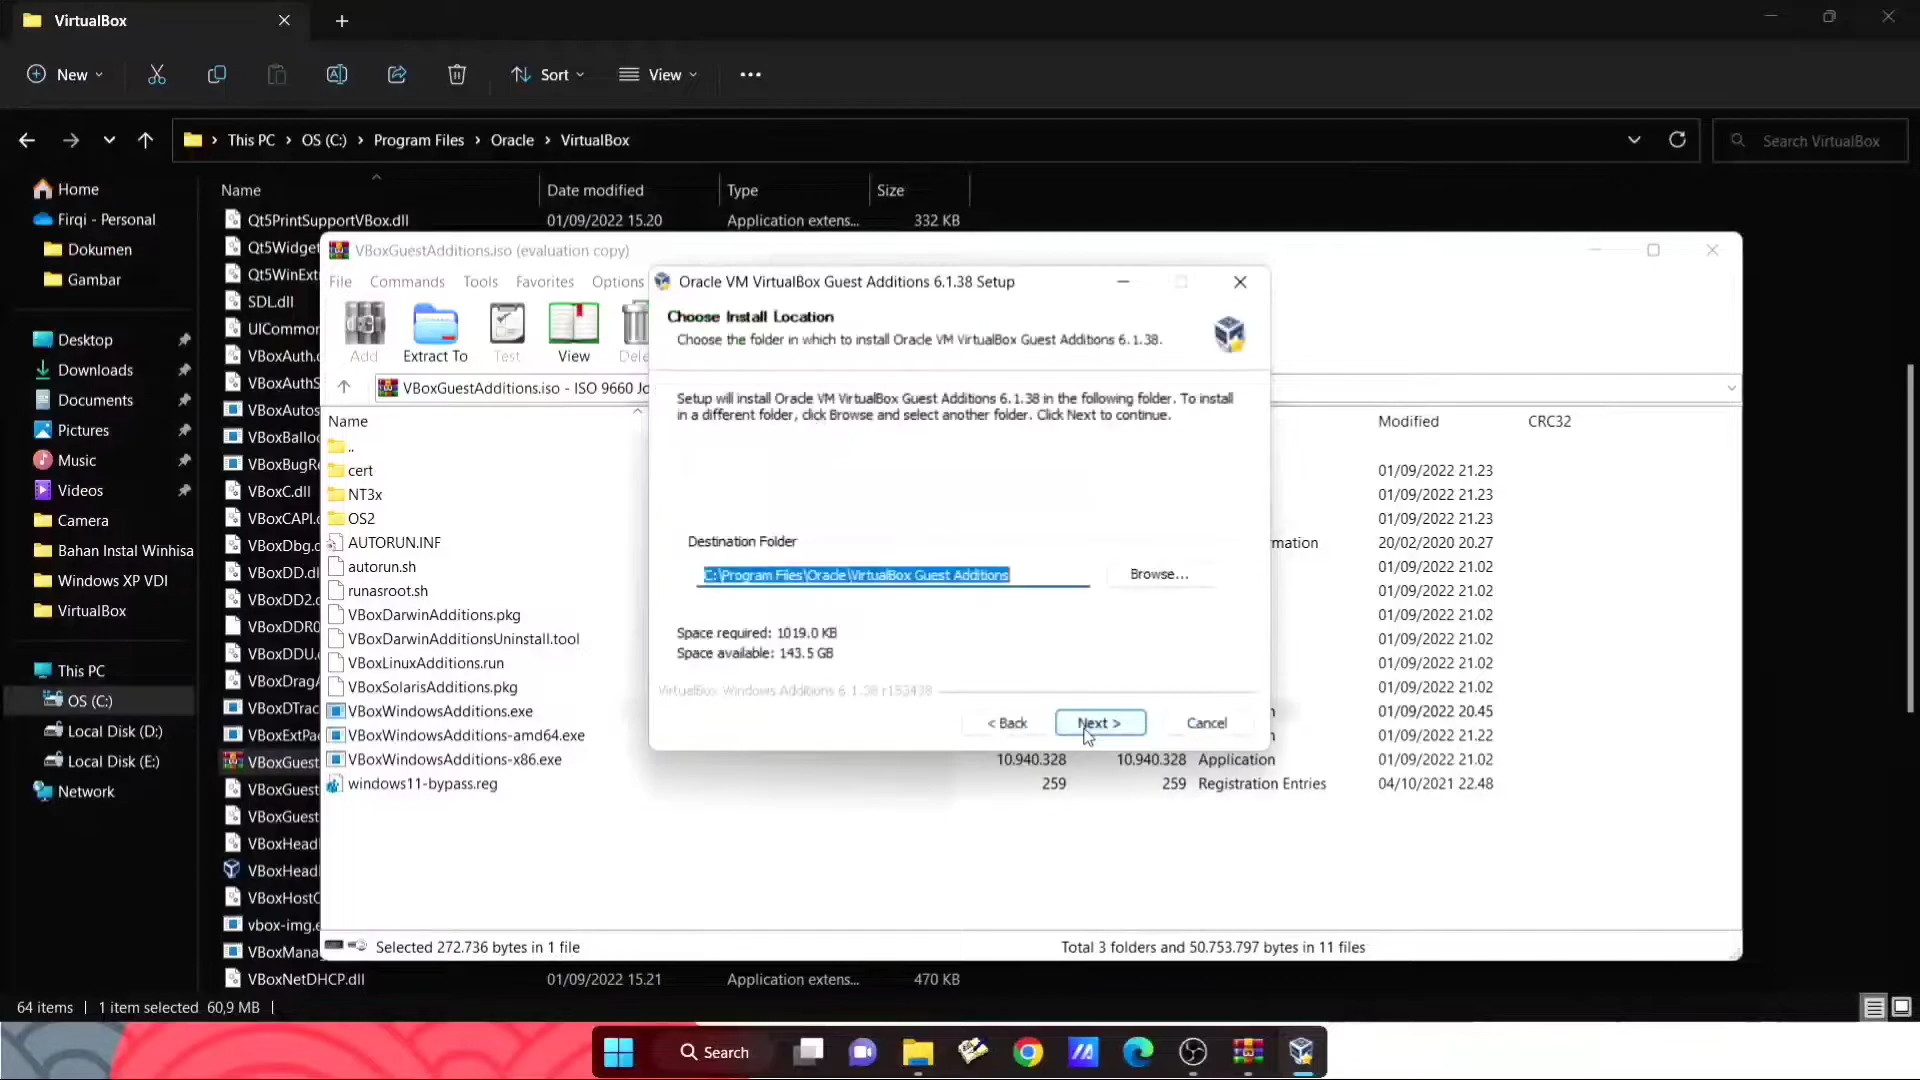 VirtualBox
New
Sort
View
This PC › OS (C:) › Program Files › Oracle › VirtualBox
Search VirtualBox
Home
Firqi - Personal
Dokumen
Gambar
Desktop
Downloads
Documents
Pictures
Music
Videos
Camera
Bahan Instal Winhisa
Windows XP VDI
VirtualBox
This PC
OS (C:)
Local Disk (D:)
Local Disk (E:)
Network
Name Date modified Type Size
Qt5PrintSupportVBox.dll 01/09/2022 15.20 Application extens... 332 KB
Qt5Widget
Qt5WinExt
SDL.dll
UICommon
VBoxAuth.
VBoxAuthS
VBoxAutos
VBoxBalloo
VBoxBugRe
VBoxC.dll
VBoxCAPI.
VBoxDbg.
VBoxDD.dl
VBoxDD2.
VBoxDDR0
VBoxDDU.
VBoxDragA
VBoxDTrac
VBoxExtPa
VBoxGuest
VBoxGuest
VBoxGuest
VBoxHead
VBoxHead
VBoxHost
vbox-img.e
VBoxMana
VBoxNetDHCP.dll 01/09/2022 15.21 Application extens... 470 KB
64 items | 1 item selected 60,9 MB |
VBoxGuestAdditions.iso (evaluation copy)
File Commands Tools Favorites Options
Add Extract To Test View Dele
VBoxGuestAdditions.iso - ISO 9660 Jo
Name Modified CRC32
..
cert 01/09/2022 21.23
NT3x 01/09/2022 21.23
OS2 01/09/2022 21.23
AUTORUN.INF mation 20/02/2020 20.27
autorun.sh 01/09/2022 21.02
runasroot.sh 01/09/2022 21.02
VBoxDarwinAdditions.pkg 01/09/2022 21.02
VBoxDarwinAdditionsUninstall.tool 01/09/2022 21.02
VBoxLinuxAdditions.run 01/09/2022 21.02
VBoxSolarisAdditions.pkg 01/09/2022 21.02
VBoxWindowsAdditions.exe 01/09/2022 20.45
VBoxWindowsAdditions-amd64.exe 01/09/2022 21.22
VBoxWindowsAdditions-x86.exe 10.940.328 10.940.328 Application 01/09/2022 21.02
windows11-bypass.reg 259 259 Registration Entries 04/10/2021 22.48
Selected 272.736 bytes in 1 file
Total 3 folders and 50.753.797 bytes in 11 files
Oracle VM VirtualBox Guest Additions 6.1.38 Setup
Choose Install Location
Choose the folder in which to install Oracle VM VirtualBox Guest Additions 6.1.38.
Setup will install Oracle VM VirtualBox Guest Additions 6.1.38 in the following folder. To install
in a different folder, click Browse and select another folder. Click Next to continue.
Destination Folder
C:\Program Files\Oracle\VirtualBox Guest Additions
Browse...
Space required: 1019.0 KB
Space available: 143.5 GB
VirtualBox Windows Additions 6.1.38 r153438
< Back Next > Cancel
Search